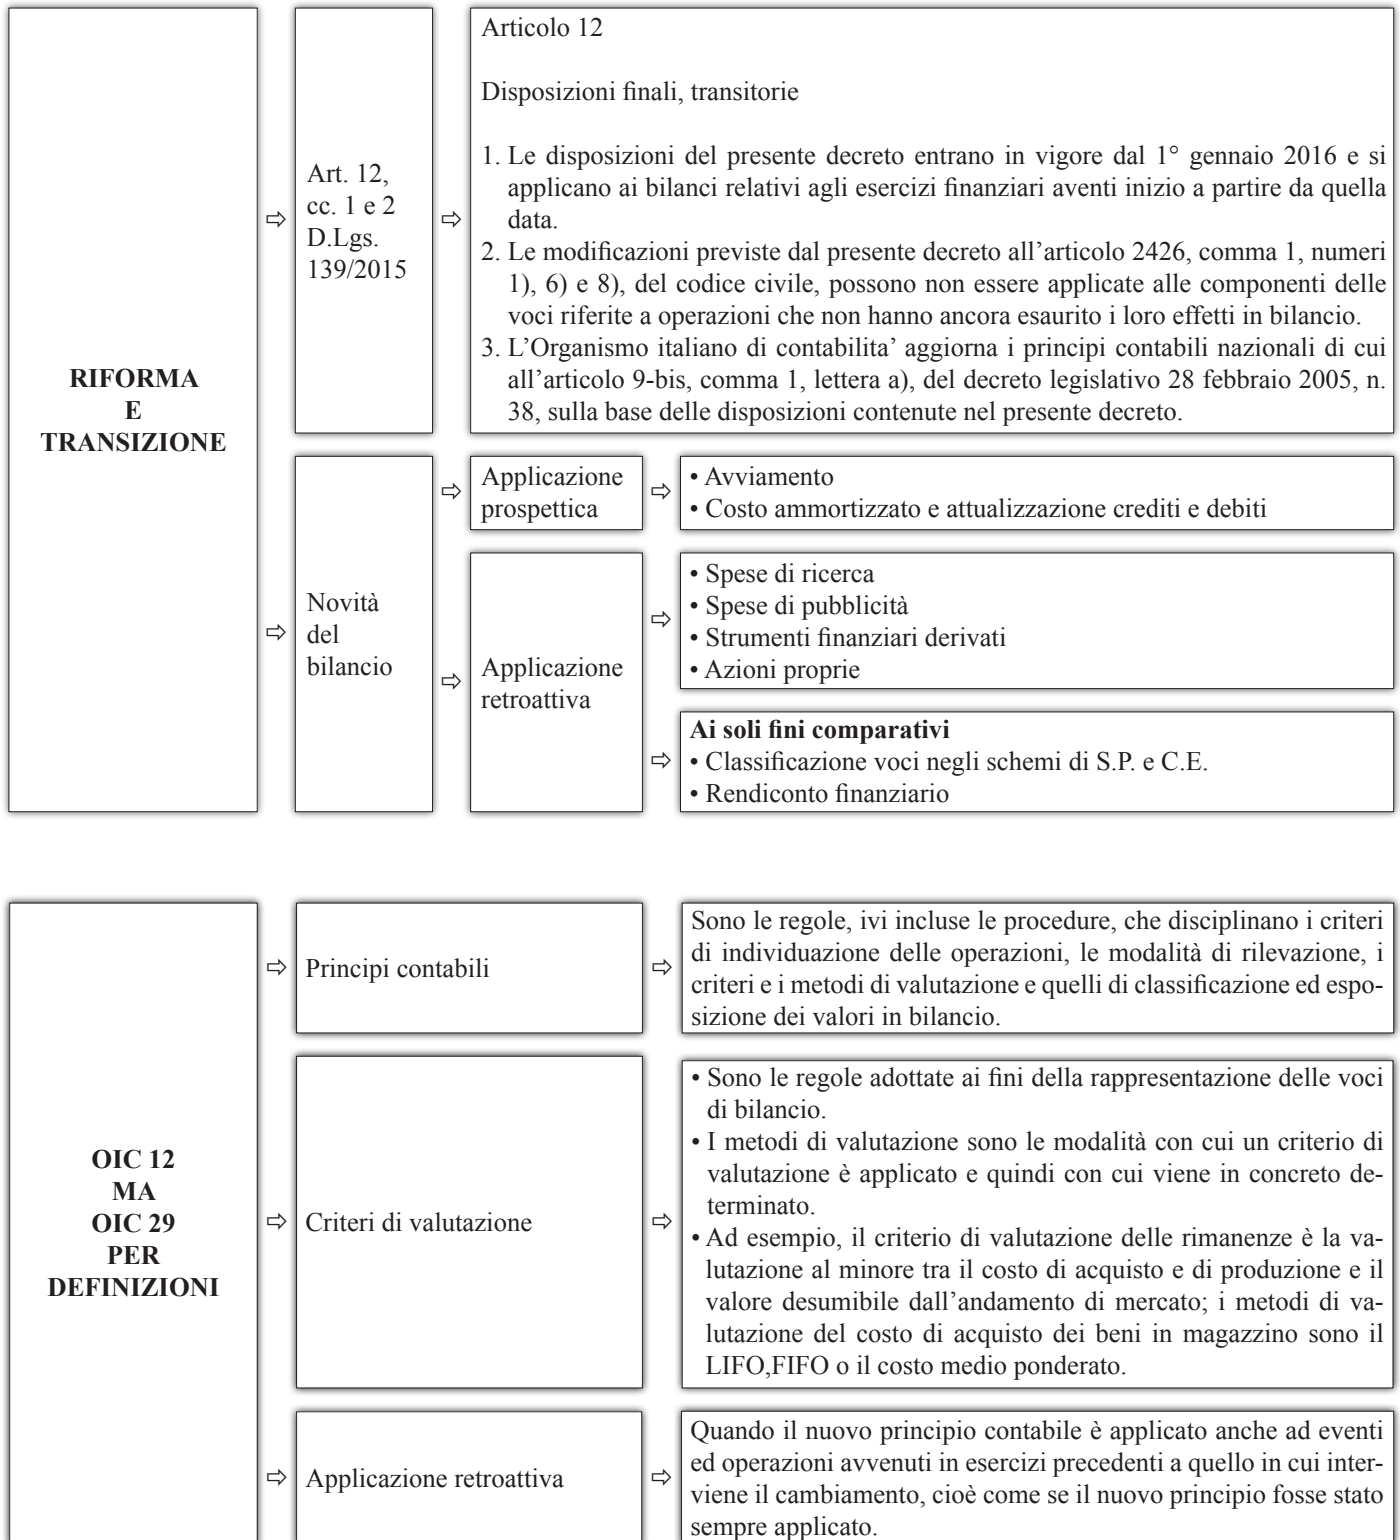 RIFORMA
E
TRANSIZIONE
Art. 12,
cc. 1 e 2
D.Lgs.
139/2015
Articolo 12
Disposizioni finali, transitorie
1. Le disposizioni del presente decreto entrano in vigore dal 1° gennaio 2016 e si
applicano ai bilanci relativi agli esercizi finanziari aventi inizio a partire da quella
data.
2. Le modificazioni previste dal presente decreto all’articolo 2426, comma 1, numeri
1), 6) e 8), del codice civile, possono non essere applicate alle componenti delle
voci riferite a operazioni che non hanno ancora esaurito i loro effetti in bilancio.
3. L’Organismo italiano di contabilita’ aggiorna i principi contabili nazionali di cui
all’articolo 9-bis, comma 1, lettera a), del decreto legislativo 28 febbraio 2005, n.
38, sulla base delle disposizioni contenute nel presente decreto.
Novità
del
bilancio
Applicazione
prospettica
• Avviamento
• Costo ammortizzato e attualizzazione crediti e debiti
Applicazione
retroattiva
• Spese di ricerca
• Spese di pubblicità
• Strumenti finanziari derivati
• Azioni proprie
Ai soli fini comparativi
• Classificazione voci negli schemi di S.P. e C.E.
• Rendiconto finanziario
OIC 12
MA
OIC 29
PER
DEFINIZIONI
Principi contabili
Sono le regole, ivi incluse le procedure, che disciplinano i criteri
di individuazione delle operazioni, le modalità di rilevazione, i
criteri e i metodi di valutazione e quelli di classificazione ed espo-
sizione dei valori in bilancio.
Criteri di valutazione
• Sono le regole adottate ai fini della rappresentazione delle voci
di bilancio.
• I metodi di valutazione sono le modalità con cui un criterio di
valutazione è applicato e quindi con cui viene in concreto de-
terminato.
• Ad esempio, il criterio di valutazione delle rimanenze è la va-
lutazione al minore tra il costo di acquisto e di produzione e il
valore desumibile dall’andamento di mercato; i metodi di va-
lutazione del costo di acquisto dei beni in magazzino sono il
LIFO,FIFO o il costo medio ponderato.
Applicazione retroattiva
Quando il nuovo principio contabile è applicato anche ad eventi
ed operazioni avvenuti in esercizi precedenti a quello in cui inter-
viene il cambiamento, cioè come se il nuovo principio fosse stato
sempre applicato.